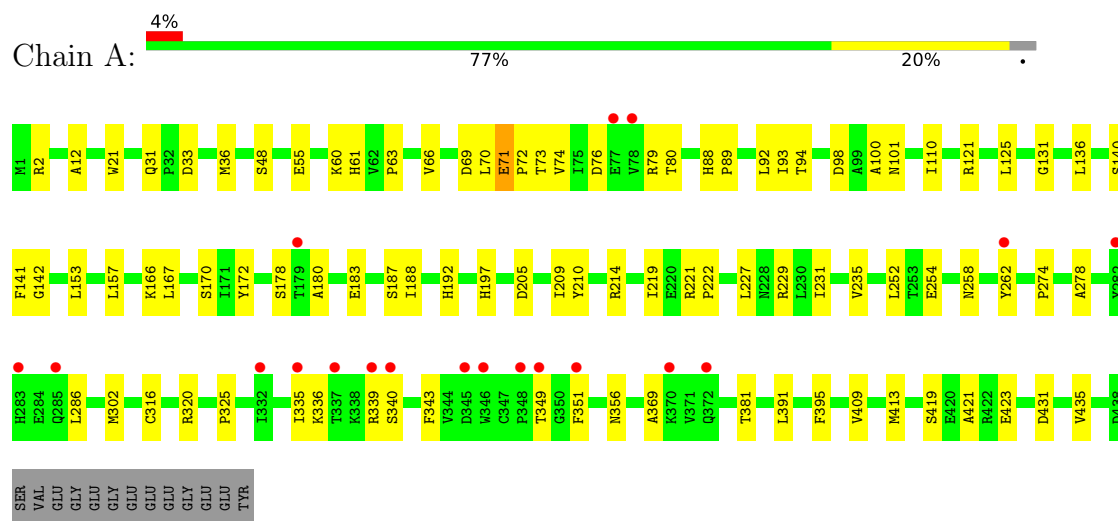 4%
Chain A:
77% 20% •
M1 R2 A12 W21 Q31 P32 D33 M36 S48 E55 K60 H61 V62 P63 V66 D69 L70 E71 P72 T73 V74 I75 D76 E77 V78 R79 T80 H88 P89 L92 I93 T94 D98 A99 A100 N101 I110 R121 L125 G131 L136 S140
F141 G142 L153 L157 K166 L167 S170 I171 Y172 S178 T179 A180 E183 S187 I188 H192 H197 D205 I209 Y210 R214 I219 E220 R221 P222 L227 N228 R229 L230 I231 V235 L252 T253 E254 N258 Y262 P274 A278 Y282
H283 E284 Q285 L286 M302 C316 R320 P325 I332 I335 K336 T337 K338 R339 S340 F343 V344 D345 W346 C347 P348 T349 G350 F351 N356 A369 K370 V371 Q372 T381 L391 F395 V409 M413 S419 E420 A421 R422 E423 D431 V435 D438
SER VAL GLU GLY GLU GLY GLU GLU GLU GLY GLU GLU TYR